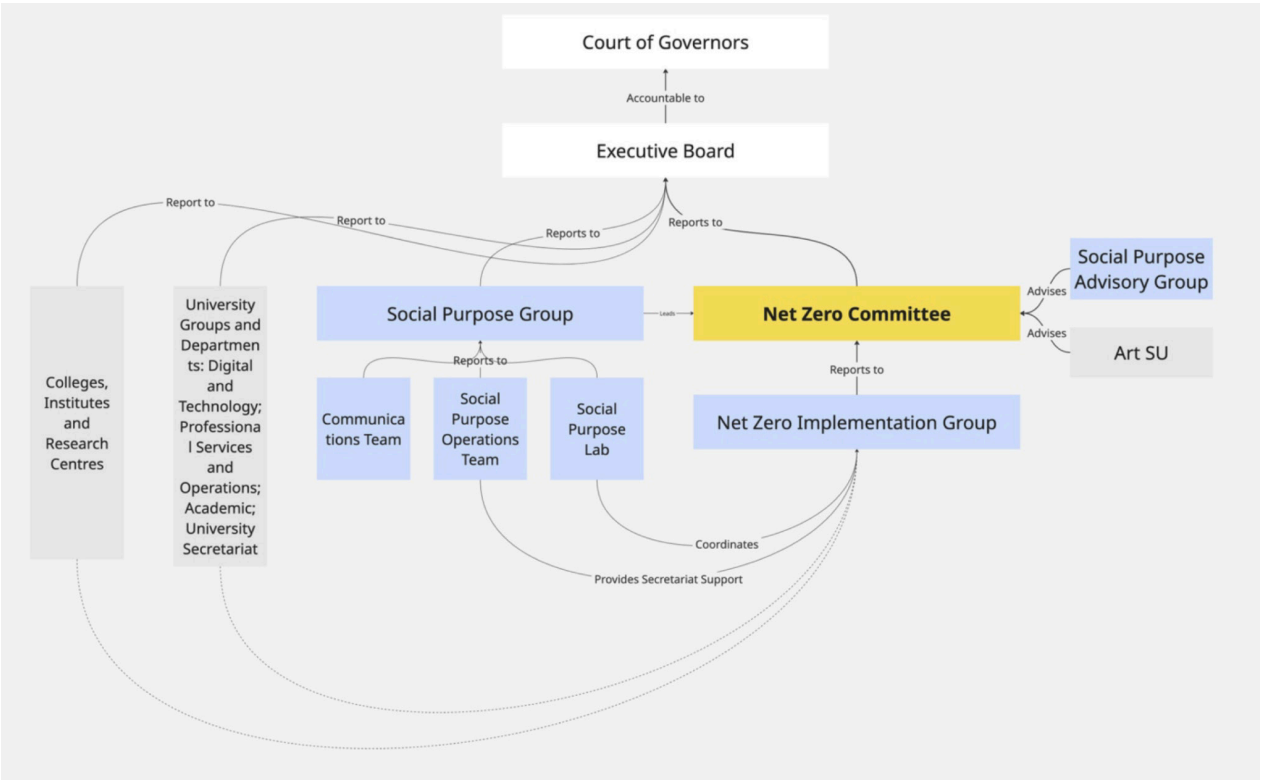 Court of Governors
Accountable to
Executive Board
Report to
Report to
Reports to
Reports to
Social Purpose
Advisory Group
Advises
Advises
Art SU
Social Purpose Group
Leads
Net Zero Committee
Reports to
Reports to
Colleges,
Institutes
and
Research
Centres
University
Groups and
Departmen
ts: Digital
and
Technology;
Professiona
l Services
and
Operations;
Academic;
University
Secretariat
Communica
tions Team
Social
Purpose
Operations
Team
Social
Purpose
Lab
Net Zero Implementation Group
Coordinates
Provides Secretariat Support